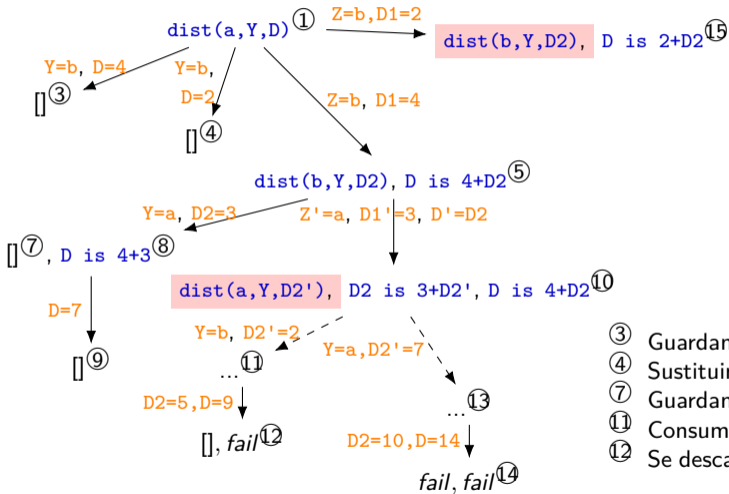 dist(a,Y,D)①
Z=b,D1=2
dist(b,Y,D2), D is 2+D2⑮
Y=b, D=4
[]③
Y=b,
D=2
[]④
Z=b, D1=4
dist(b,Y,D2), D is 4+D2⑤
Y=a, D2=3
Z'=a, D1'=3, D'=D2
[]⑦, D is 4+3⑧
D=7
[]⑨
dist(a,Y,D2'), D2 is 3+D2', D is 4+D2⑩
Y=b, D2'=2
...⑪
Y=a,D2'=7
D2=5,D=9
[], fail⑫
...⑬
D2=10,D=14
fail, fail⑭
③ Guardan
④ Sustituir
⑦ Guardan
⑪ Consum
⑫ Se desca